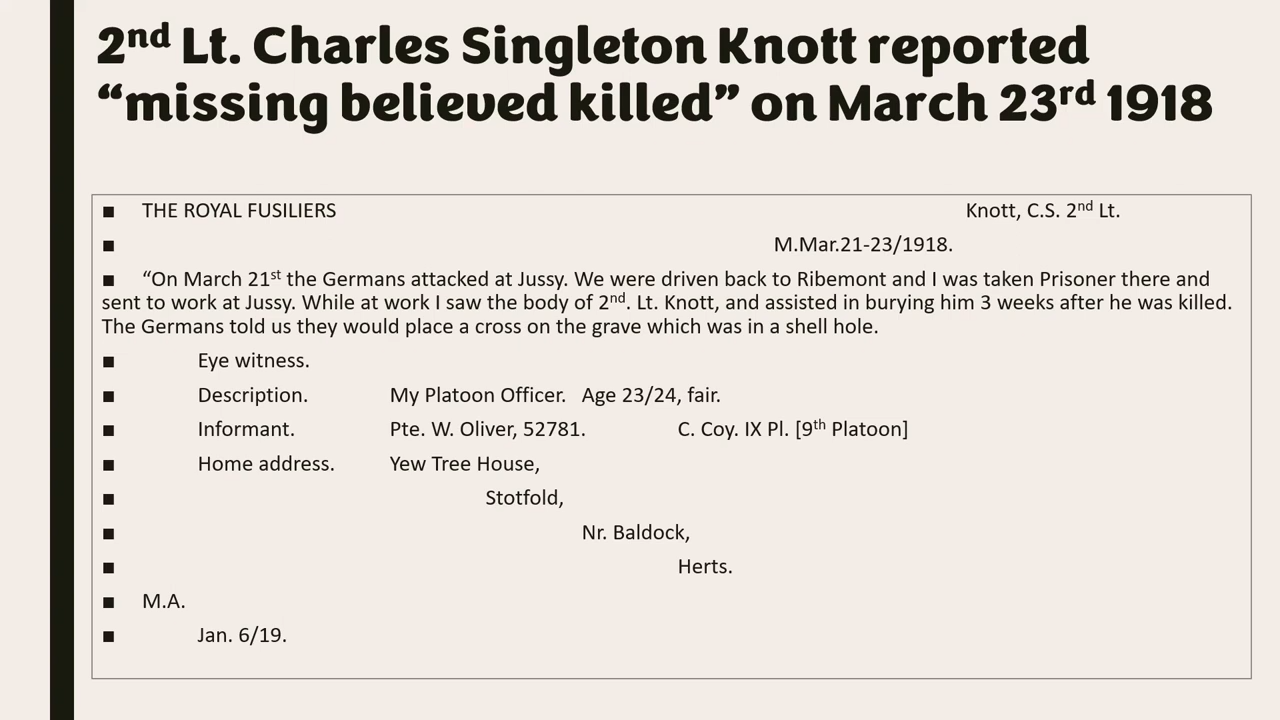 2nd Lt. Charles Singleton Knott reported
“missing believed killed” on March 23rd 1918
■ THE ROYAL FUSILIERS Knott, C.S. 2nd Lt.
■ M.Mar.21-23/1918.
■ “On March 21st the Germans attacked at Jussy. We were driven back to Ribemont and I was taken Prisoner there and
sent to work at Jussy. While at work I saw the body of 2nd. Lt. Knott, and assisted in burying him 3 weeks after he was killed.
The Germans told us they would place a cross on the grave which was in a shell hole.
■ Eye witness.
■ Description. My Platoon Officer. Age 23/24, fair.
■ Informant. Pte. W. Oliver, 52781. C. Coy. IX Pl. [9th Platoon]
■ Home address. Yew Tree House,
■ Stotfold,
■ Nr. Baldock,
■ Herts.
■ M.A.
■ Jan. 6/19.